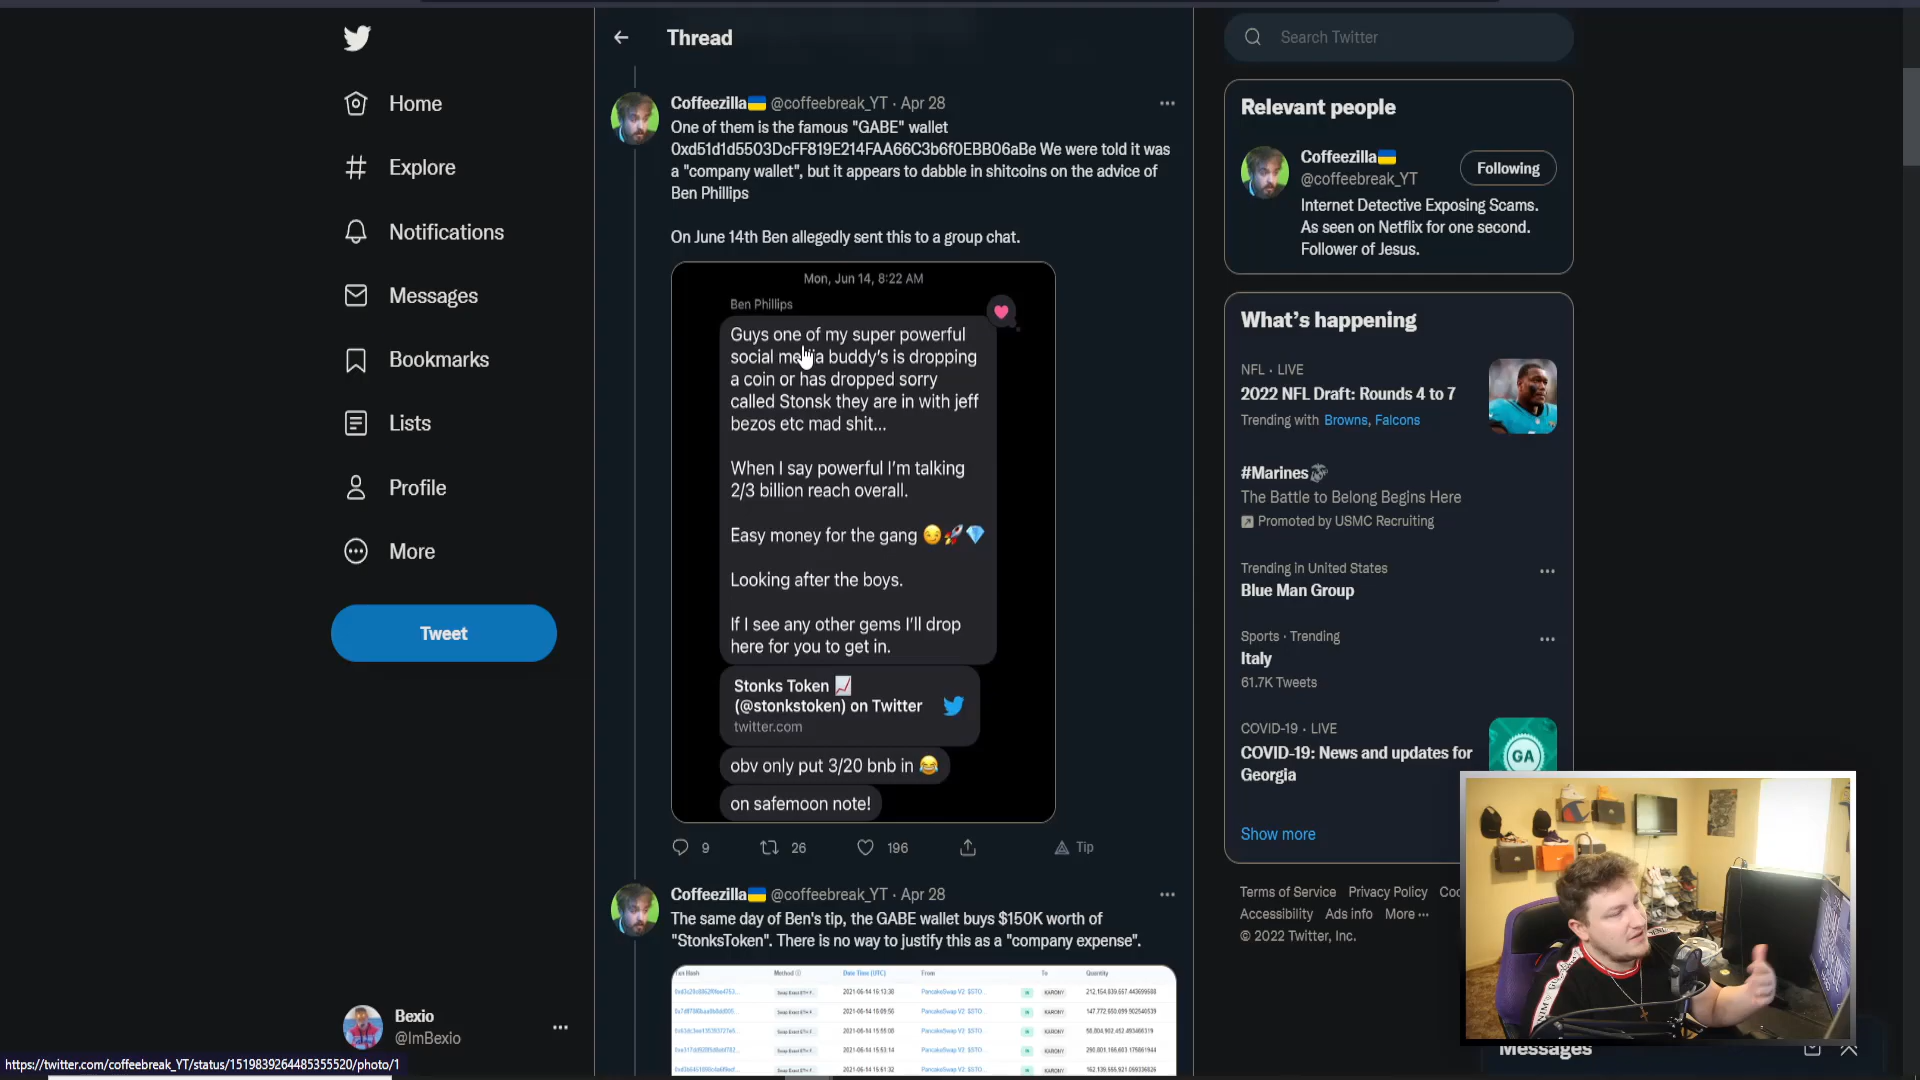 Home
Explore
Notifications
Messages
Bookmarks
Lists
Profile
More
Tweet
Bexio
@ImBexio
https://twitter.com/coffeebreak_YT/status/1519839264485355520/photo/1
Thread
Coffeezilla🇺🇦 @coffeebreak_YT · Apr 28
One of them is the famous "GABE" wallet
0xd51d1d5503DcFF819E214FAA66C3b6f0EBB06aBe We were told it was
a "company wallet", but it appears to dabble in shitcoins on the advice of
Ben Phillips
On June 14th Ben allegedly sent this to a group chat.
Mon, Jun 14, 8:22 AM
Ben Phillips
Guys one of my super powerful
social media buddy's is dropping
a coin or has dropped sorry
called Stonsk they are in with jeff
bezos etc mad shit...
When I say powerful I'm talking
2/3 billion reach overall.
Easy money for the gang 😏🚀💎
Looking after the boys.
If I see any other gems I'll drop
here for you to get in.
Stonks Token 📈
(@stonkstoken) on Twitter
twitter.com
obv only put 3/20 bnb in 😂
on safemoon note!
9 26 196 Tip
Coffeezilla🇺🇦 @coffeebreak_YT · Apr 28
The same day of Ben's tip, the GABE wallet buys $150K worth of
"StonksToken". There is no way to justify this as a "company expense".
Method Date Time (UTC) From To Quantity
Search Twitter
Relevant people
Coffeezilla🇺🇦
@coffeebreak_YT
Following
Internet Detective Exposing Scams.
As seen on Netflix for one second.
Follower of Jesus.
What's happening
NFL · LIVE
2022 NFL Draft: Rounds 4 to 7
Trending with Browns, Falcons
#Marines
The Battle to Belong Begins Here
Promoted by USMC Recruiting
Trending in United States
Blue Man Group
Sports · Trending
Italy
61.7K Tweets
COVID-19 · LIVE
COVID-19: News and updates for
Georgia
GA
Show more
Terms of Service Privacy Policy
Accessibility Ads info More ···
© 2022 Twitter, Inc.
Messages